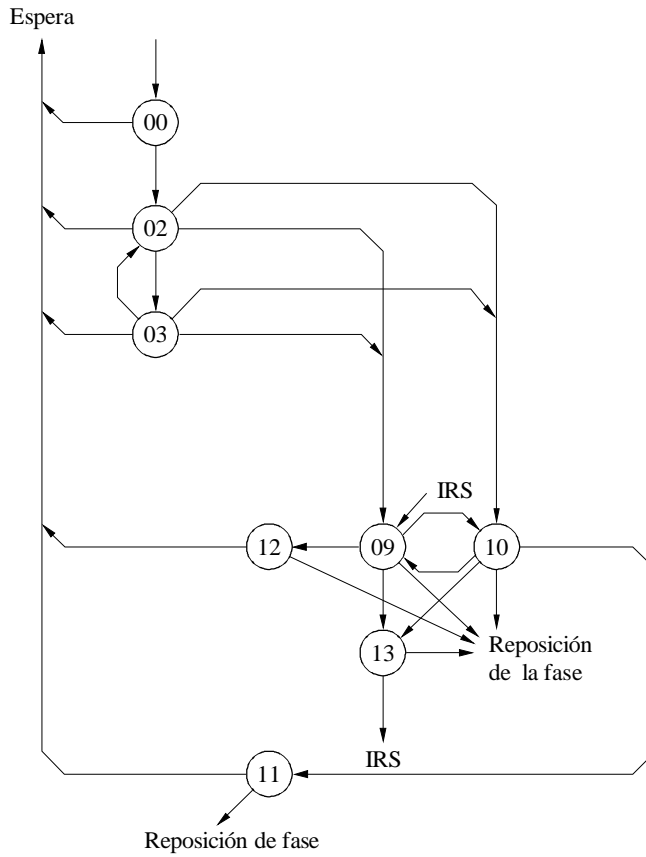 Espera
00
02
03
IRS
12
09
10
13
Reposición
de la fase
IRS
11
Reposición de fase